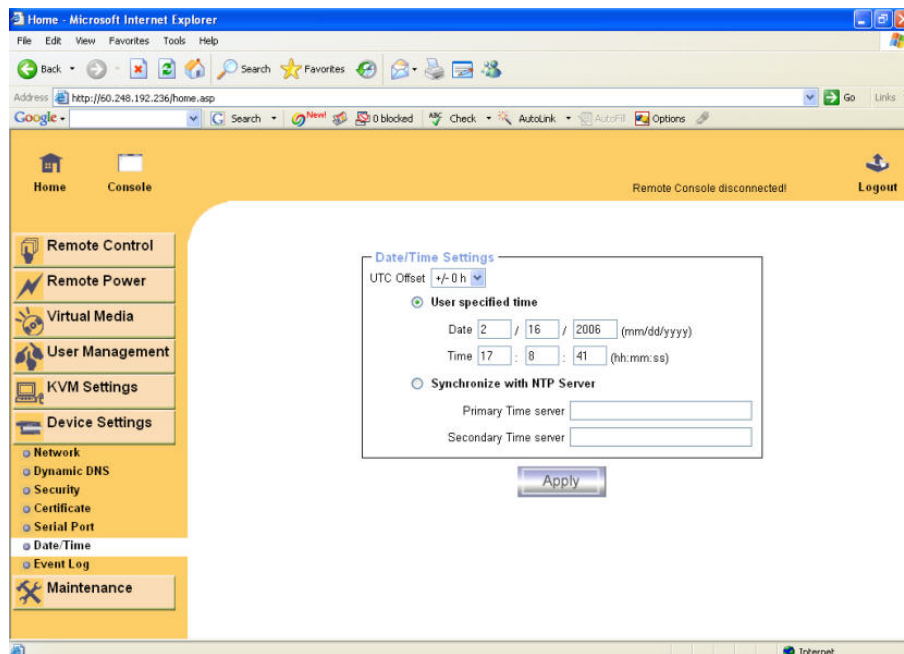 Home - Microsoft Internet Explorer
File Edit View Favorites Tools Help
Back Search Favorites
Address http://60.248.192.236/home.asp Go Links
Google Search New! 0 blocked ABC Check AutoLink AutoFill Options
Home Console Remote Console disconnected! Logout
Remote Control
Remote Power
Virtual Media
User Management
KVM Settings
Device Settings
Network
Dynamic DNS
Security
Certificate
Serial Port
Date/Time
Event Log
Maintenance
Date/Time Settings
UTC Offset +/- 0 h
User specified time
Date 2 / 16 / 2006 (mm/dd/yyyy)
Time 17 : 8 : 41 (hh:mm:ss)
Synchronize with NTP Server
Primary Time server
Secondary Time server
Apply
Internet